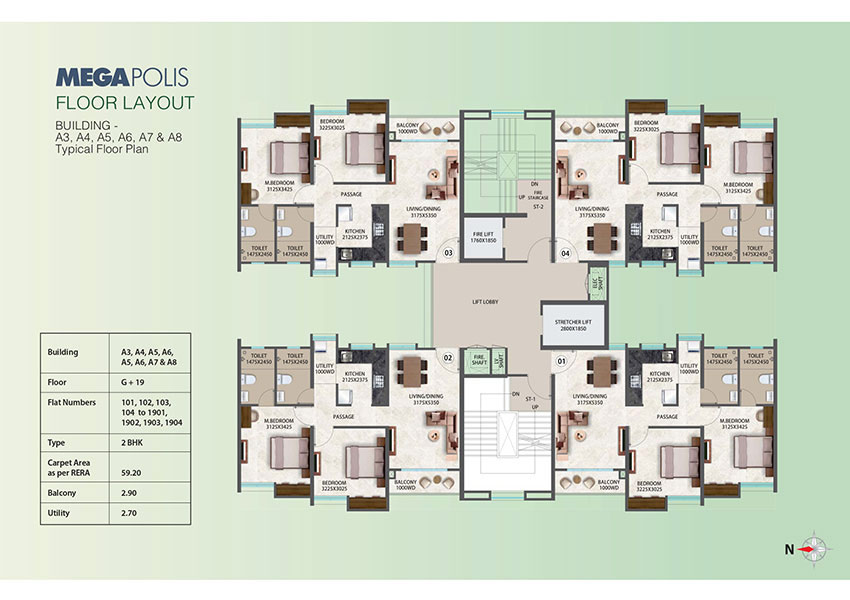 MEGAPOLIS
FLOOR LAYOUT
BUILDING -
A3, A4, A5, A6, A7 & A8
Typical Floor Plan
BEDROOM
3225X3025
BALCONY
1000WD
M.BEDROOM
3125X3425
PASSAGE
LIVING/DINING
3175X5350
KITCHEN
2125X2375
UTILITY
1000WD
TOILET
1475X2450
TOILET
1475X2450
03
DN
FIRE
STAIRCASE
UP
ST-2
FIRE LIFT
1760X1850
BALCONY
1000WD
BEDROOM
3225X3025
M.BEDROOM
3125X3425
PASSAGE
LIVING/DINING
3175X5350
KITCHEN
2125X2375
UTILITY
1000WD
TOILET
1475X2450
TOILET
1475X2450
04
ELEC
SHAFT
LIFT LOBBY
STRETCHER LIFT
2800X1850
FIRE
SHAFT
LV
SHAFT
Building A3, A4, A5, A6,
A5, A6, A7 & A8
Floor G + 19
Flat Numbers 101, 102, 103,
104 to 1901,
1902, 1903, 1904
Type 2 BHK
Carpet Area
as per RERA 59.20
Balcony 2.90
Utility 2.70
TOILET
1475X2450
TOILET
1475X2450
UTILITY
1000WD
KITCHEN
2125X2375
02
LIVING/DINING
3175X5350
PASSAGE
M.BEDROOM
3125X3425
BEDROOM
3225X3025
BALCONY
1000WD
DN
ST-1
UP
01
LIVING/DINING
3175X5350
KITCHEN
2125X2375
UTILITY
1000WD
TOILET
1475X2450
TOILET
1475X2450
PASSAGE
M.BEDROOM
3125X3425
BEDROOM
3225X3025
BALCONY
1000WD
N